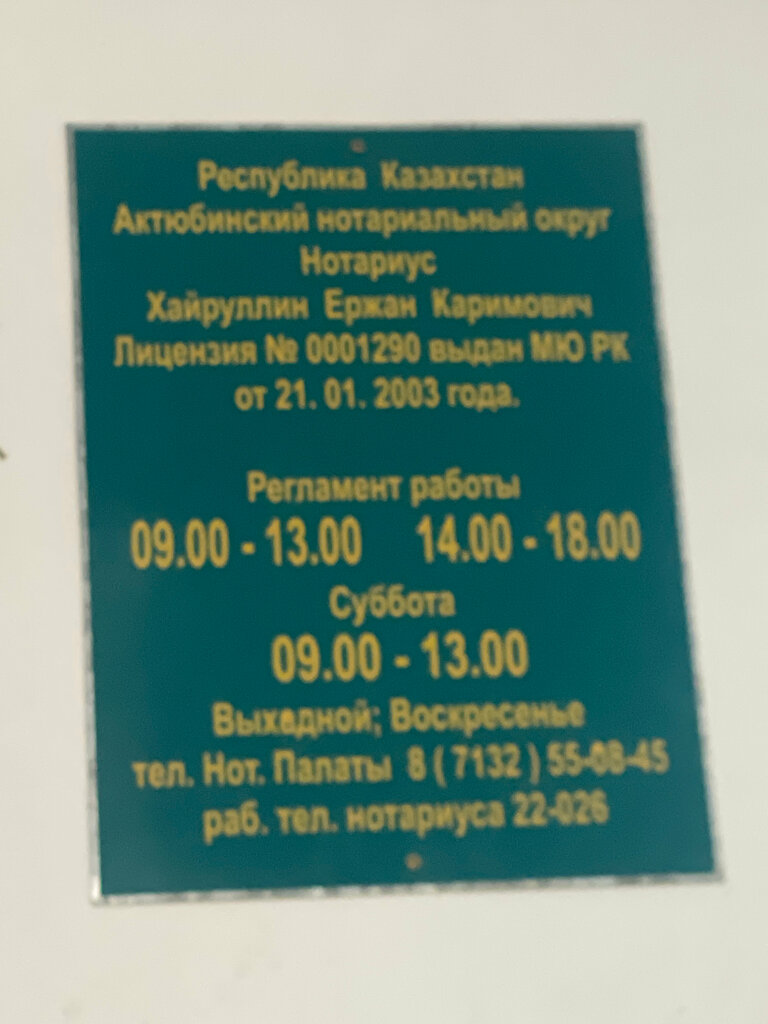 Республика Казахстан
Актюбинский нотариальный округ
Нотариус
Хайруллин Ержан Каримович
Лицензия № 0001290 выдан МЮ РК
от 21. 01. 2003 года.
Регламент работы
09.00 - 13.00 14.00 - 18.00
Суббота
09.00 - 13.00
Выхадной; Воскресенье
тел. Нот. Палаты 8 ( 7132 ) 55-08-45
раб. тел. нотариуса 22-026